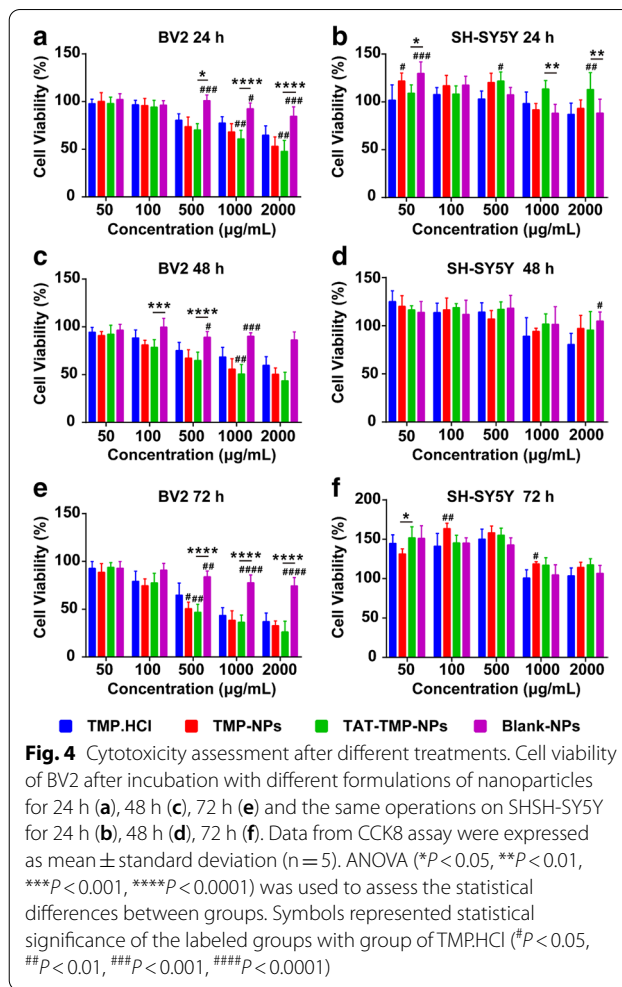 a
BV2 24 h
Cell Viability (%)
150
100
50
0
* **** ****
### # ###
## ##
50 100 500 1000 2000
Concentration (µg/mL)
b
SH-SY5Y 24 h
Cell Viability (%)
150
100
50
0
* ** **
# ### # ##
50 100 500 1000 2000
Concentration (µg/mL)
c
BV2 48 h
Cell Viability (%)
150
100
50
0
*** ****
# ###
##
50 100 500 1000 2000
Concentration (µg/mL)
d
SH-SY5Y 48 h
Cell Viability (%)
150
100
50
0
#
50 100 500 1000 2000
Concentration (µg/mL)
e
BV2 72 h
Cell Viability (%)
150
100
50
0
**** **** ****
## #### ####
# ##
50 100 500 1000 2000
Concentration (µg/mL)
f
SH-SY5Y 72 h
Cell Viability (%)
200
150
100
50
0
* ## #
50 100 500 1000 2000
Concentration (µg/mL)
TMP.HCl TMP-NPs TAT-TMP-NPs Blank-NPs
Fig. 4 Cytotoxicity assessment after different treatments. Cell viability
of BV2 after incubation with different formulations of nanoparticles
for 24 h (a), 48 h (c), 72 h (e) and the same operations on SHSH-SY5Y
for 24 h (b), 48 h (d), 72 h (f). Data from CCK8 assay were expressed
as mean ± standard deviation (n = 5). ANOVA (*P < 0.05, **P < 0.01,
***P < 0.001, ****P < 0.0001) was used to assess the statistical
differences between groups. Symbols represented statistical
significance of the labeled groups with group of TMP.HCl (#P < 0.05,
##P < 0.01, ###P < 0.001, ####P < 0.0001)